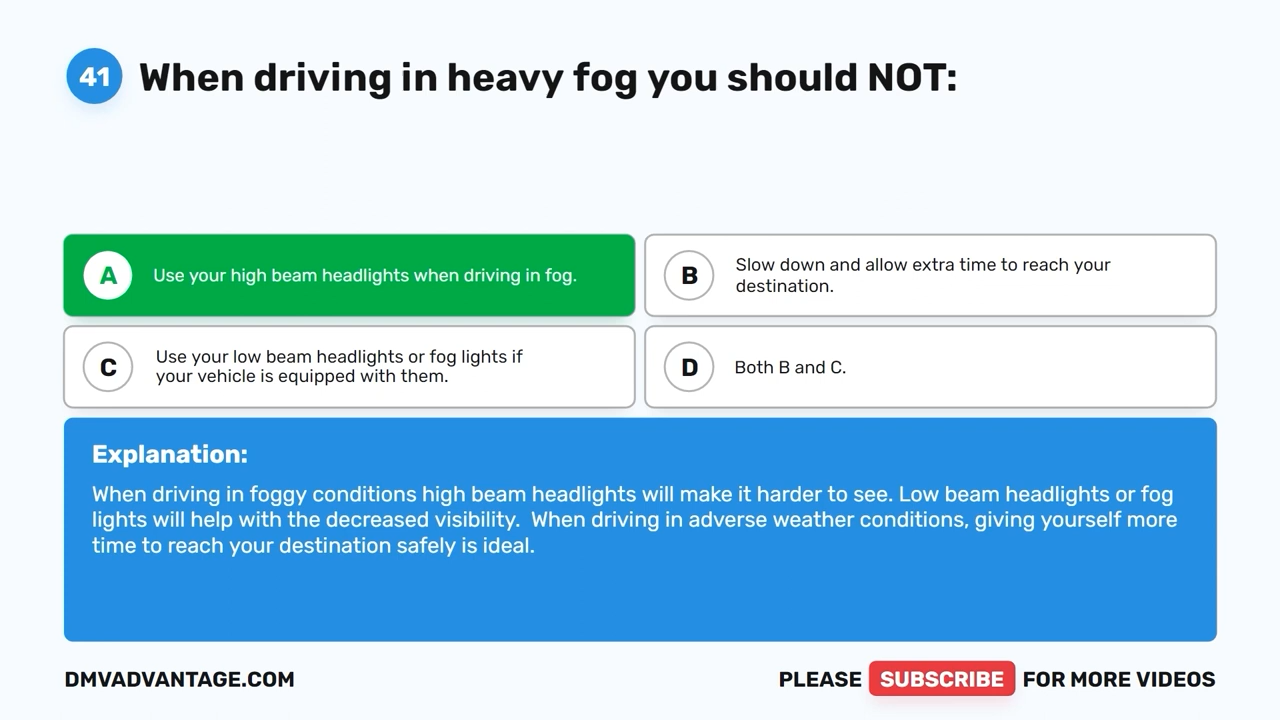 41 When driving in heavy fog you should NOT:
A Use your high beam headlights when driving in fog.
B Slow down and allow extra time to reach your
destination.
C Use your low beam headlights or fog lights if
your vehicle is equipped with them.
D Both B and C.
Explanation:
When driving in foggy conditions high beam headlights will make it harder to see. Low beam headlights or fog
lights will help with the decreased visibility.  When driving in adverse weather conditions, giving yourself more
time to reach your destination safely is ideal.
DMVADVANTAGE.COM
PLEASE SUBSCRIBE FOR MORE VIDEOS